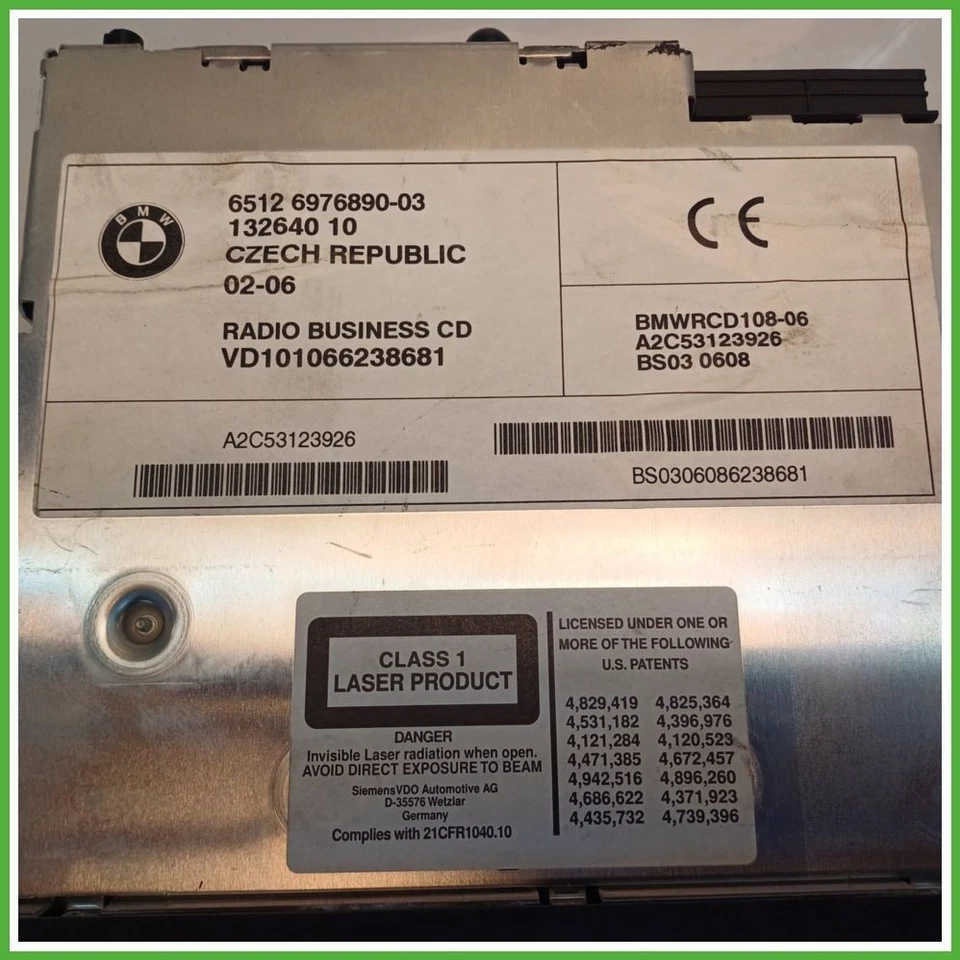 BMW
6512 6976890-03
132640 10
CZECH REPUBLIC
02-06
RADIO BUSINESS CD
VD101066238681
CE
BMWRCD108-06
A2C53123926
BS03 0608
A2C53123926
BS0306086238681
CLASS 1
LASER PRODUCT
DANGER
Invisible Laser radiation when open.
AVOID DIRECT EXPOSURE TO BEAM
SiemensVDO Automotive AG
D-35576 Wetzlar
Germany
Complies with 21CFR1040.10
LICENSED UNDER ONE OR
MORE OF THE FOLLOWING
U.S. PATENTS
4,829,419 4,825,364
4,531,182 4,396,976
4,121,284 4,120,523
4,471,385 4,672,457
4,942,516 4,896,260
4,686,622 4,371,923
4,435,732 4,739,396